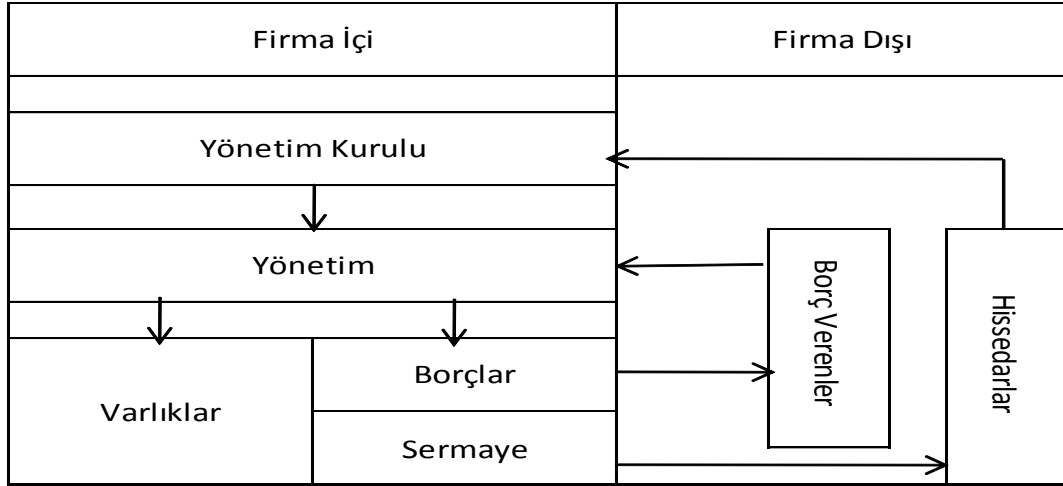 Firma İçi
Firma Dışı
Yönetim Kurulu
Yönetim
Borç Verenler
Hissedarlar
Varlıklar
Borçlar
Sermaye